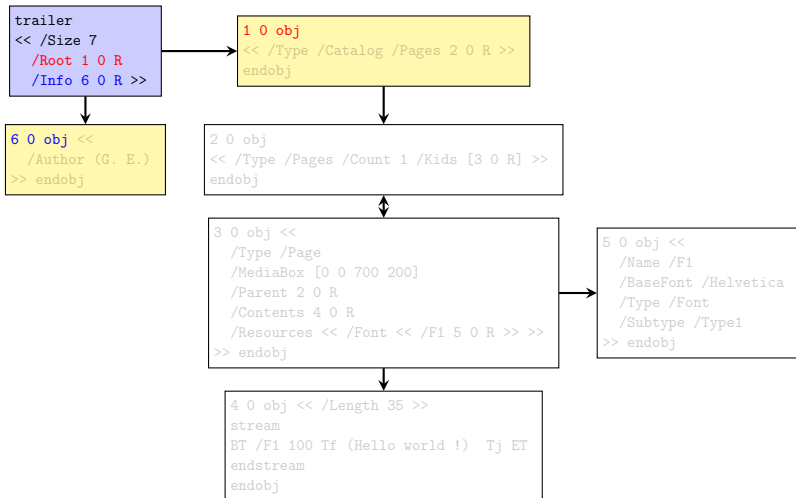 trailer
<< /Size 7
/Root 1 0 R
/Info 6 0 R >>
1 0 obj
<< /Type /Catalog /Pages 2 0 R >>
endobj
6 0 obj <<
/Author (G. E.)
>> endobj
2 0 obj
<< /Type /Pages /Count 1 /Kids [3 0 R] >>
endobj
3 0 obj <<
/Type /Page
/MediaBox [0 0 700 200]
/Parent 2 0 R
/Contents 4 0 R
/Resources << /Font << /F1 5 0 R >> >>
>> endobj
5 0 obj <<
/Name /F1
/BaseFont /Helvetica
/Type /Font
/Subtype /Type1
>> endobj
4 0 obj << /Length 35 >>
stream
BT /F1 100 Tf (Hello world !)  Tj ET
endstream
endobj